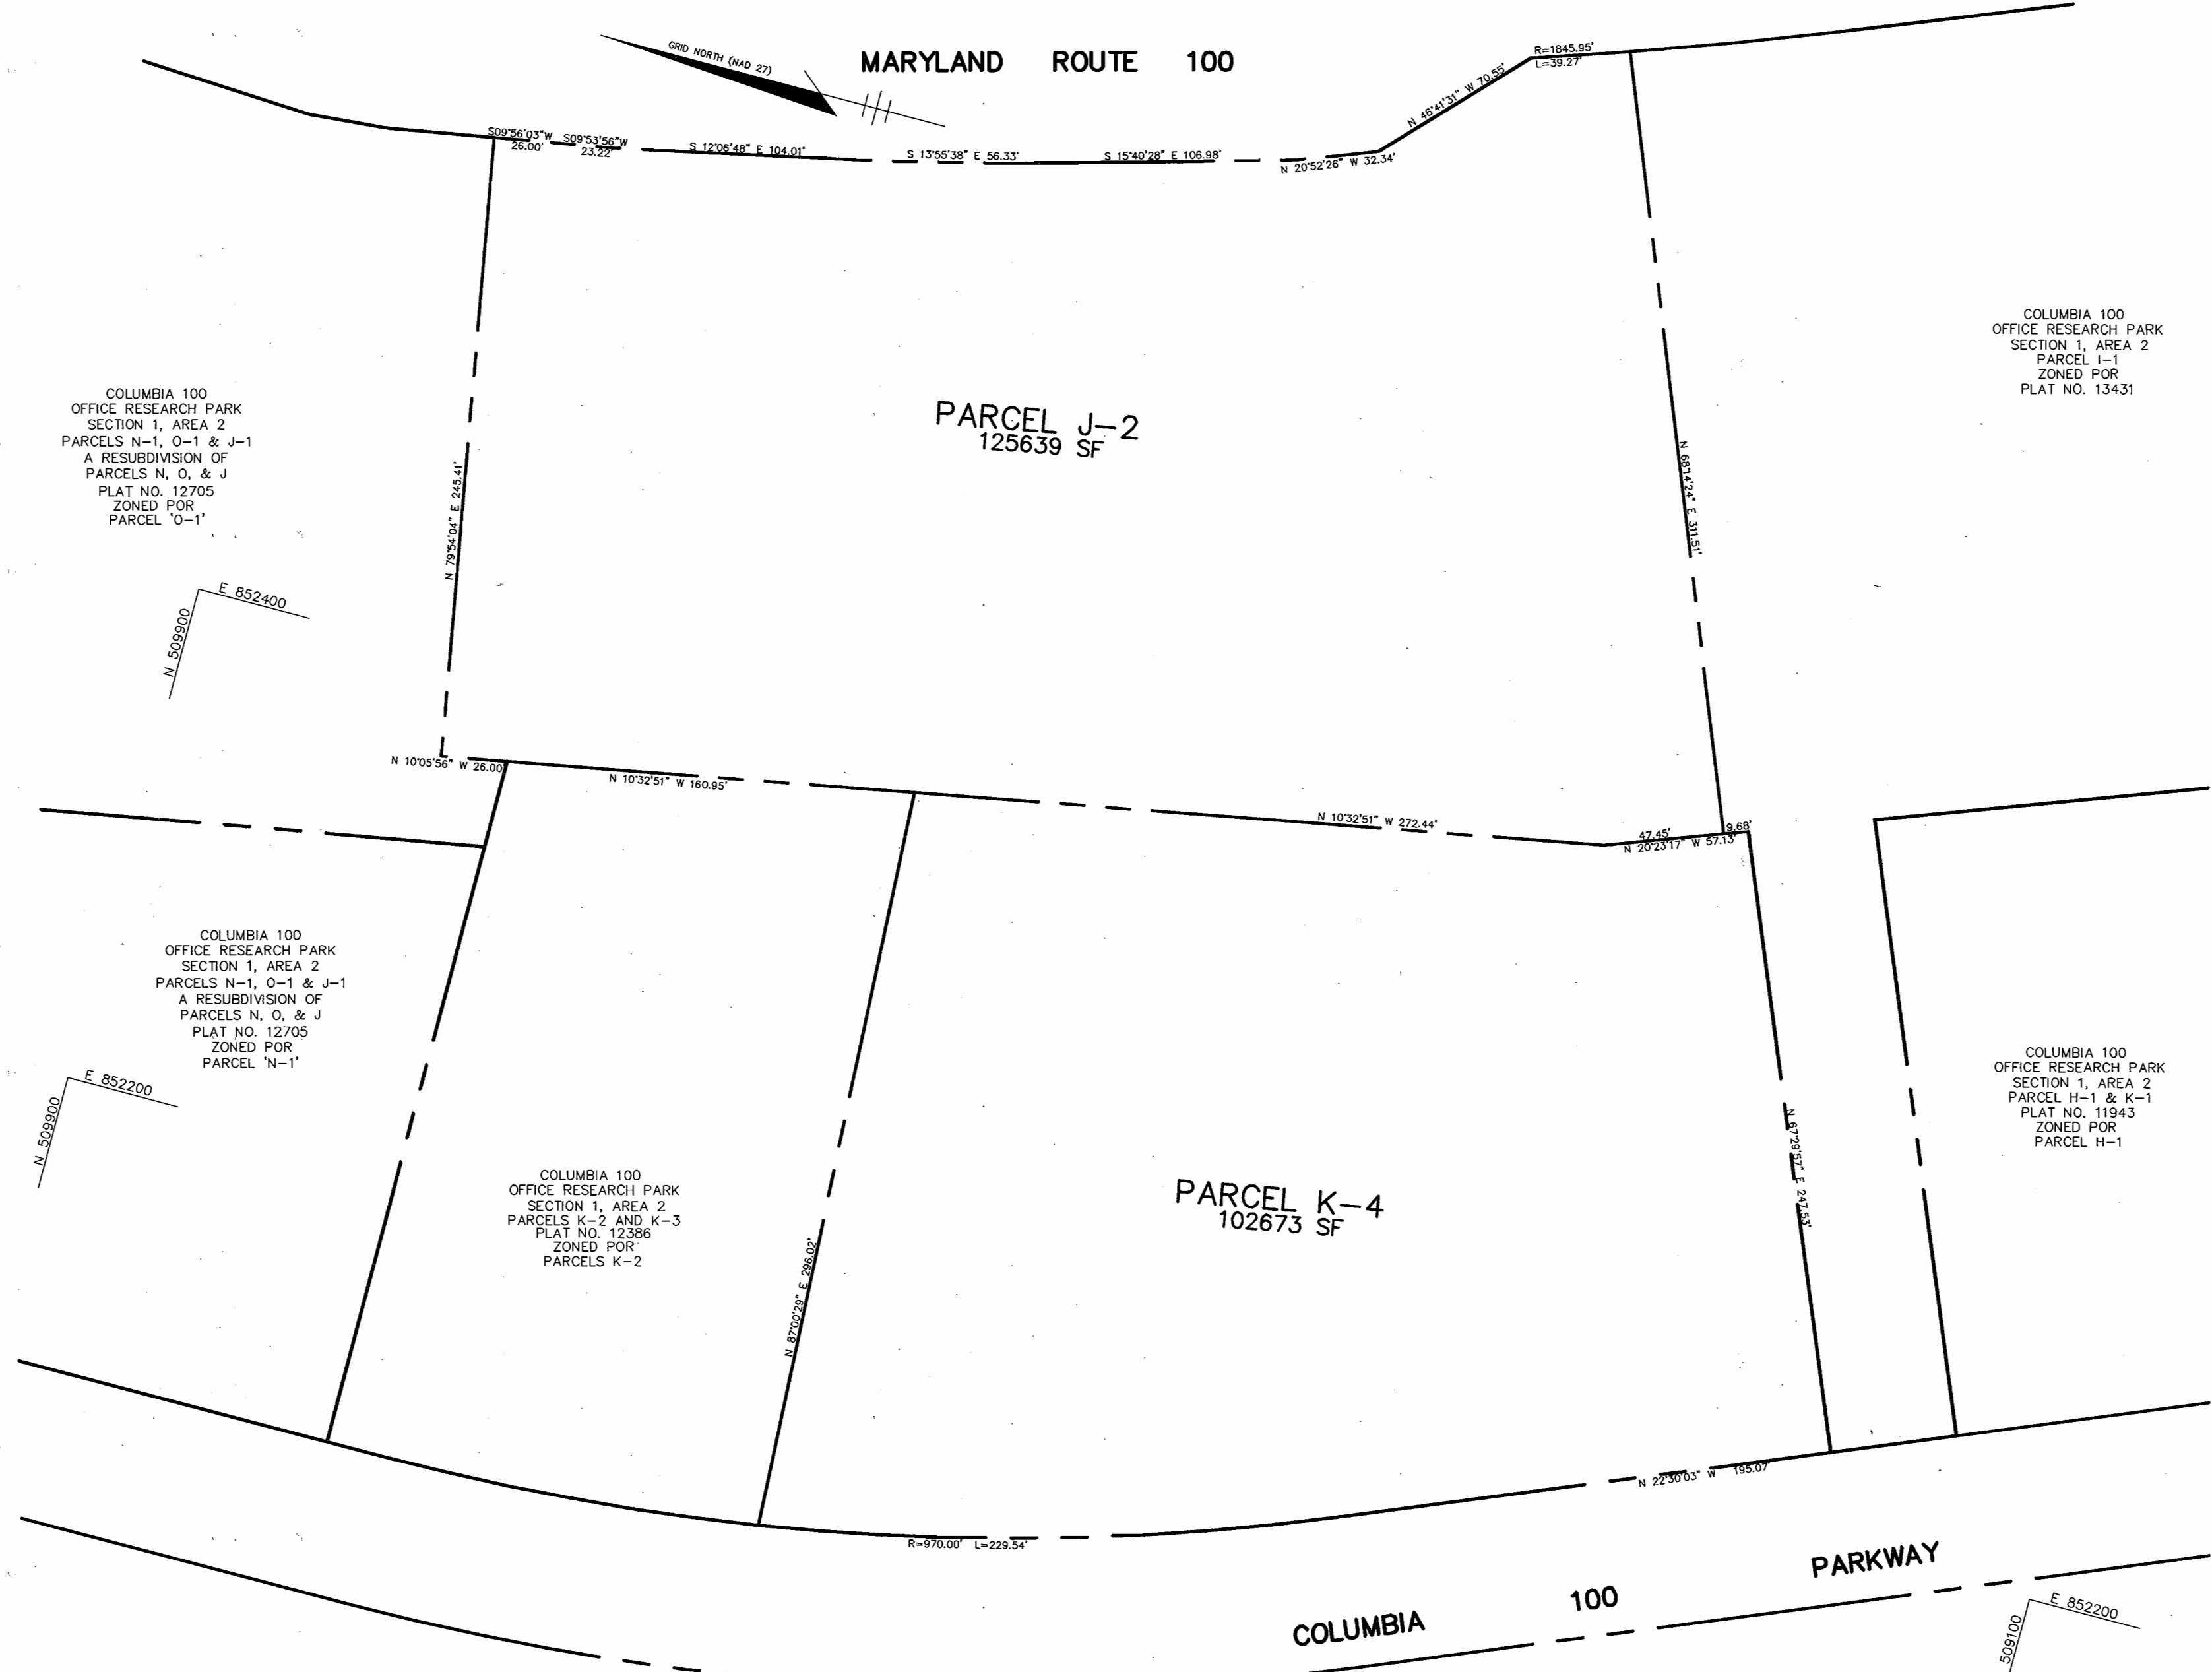 MARYLAND ROUTE 100
GRID NORTH (NAD 27)
R=1845.95'
L=39.27'
N 46°41'31" W 70.55'
S09°56'03"W
26.00'
S09°53'56"W
23.22'
S 12°06'48" E 104.01'
S 13°55'38" E 56.33'
S 15°40'28" E 106.98'
N 20°52'26" W 32.34'
COLUMBIA 100
OFFICE RESEARCH PARK
SECTION 1, AREA 2
PARCEL I-1
ZONED POR
PLAT NO. 13431
COLUMBIA 100
OFFICE RESEARCH PARK
SECTION 1, AREA 2
PARCELS N-1, O-1 & J-1
A RESUBDIVISION OF
PARCELS N, O, & J
PLAT NO. 12705
ZONED POR
PARCEL 'O-1'
PARCEL J-2
125639 SF
N 79°54'04" E 245.41'
N 68°14'24" E 311.51'
E 852400
N 509900
N 10°05'56" W 26.00'
N 10°32'51" W 160.95'
N 10°32'51" W 272.44'
47.45'
9.68'
N 20°23'17" W 57.13'
COLUMBIA 100
OFFICE RESEARCH PARK
SECTION 1, AREA 2
PARCELS N-1, O-1 & J-1
A RESUBDIVISION OF
PARCELS N, O, & J
PLAT NO. 12705
ZONED POR
PARCEL 'N-1'
E 852200
N 509900
COLUMBIA 100
OFFICE RESEARCH PARK
SECTION 1, AREA 2
PARCELS K-2 AND K-3
PLAT NO. 12386
ZONED POR
PARCELS K-2
N 87°00'29" E 296.02'
PARCEL K-4
102673 SF
N 67°29'57" E 247.53'
COLUMBIA 100
OFFICE RESEARCH PARK
SECTION 1, AREA 2
PARCEL H-1 & K-1
PLAT NO. 11943
ZONED POR
PARCEL H-1
N 22°30'03" W 195.07'
R=970.00' L=229.54'
COLUMBIA 100 PARKWAY
E 852200
509100